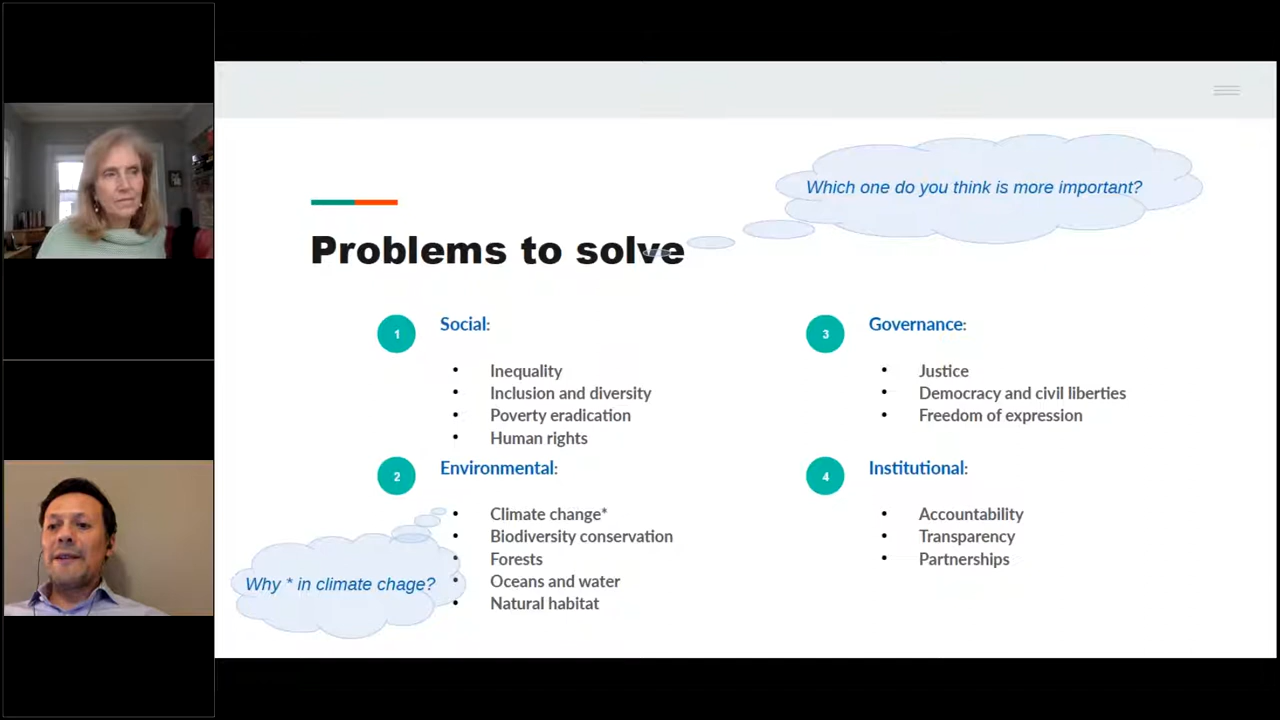 Which one do you think is more important?
Problems to solve
1
Social:
Inequality
Inclusion and diversity
Poverty eradication
Human rights
2
Environmental:
Climate change*
Biodiversity conservation
Forests
Oceans and water
Natural habitat
Why * in climate chage?
3
Governance:
Justice
Democracy and civil liberties
Freedom of expression
4
Institutional:
Accountability
Transparency
Partnerships